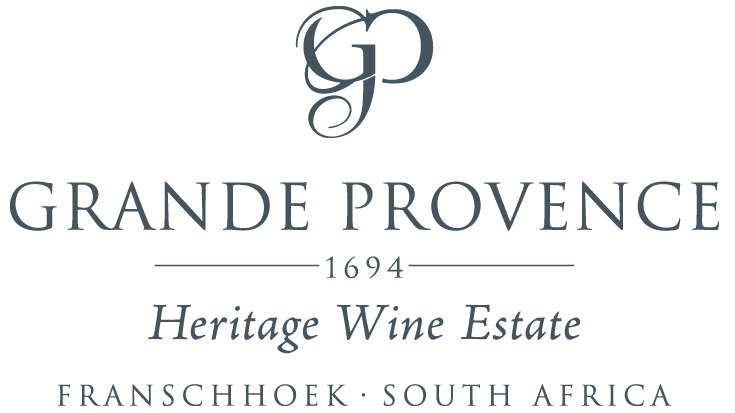 GP
GRANDE PROVENCE
1694
Heritage Wine Estate
FRANSCHHOEK · SOUTH AFRICA